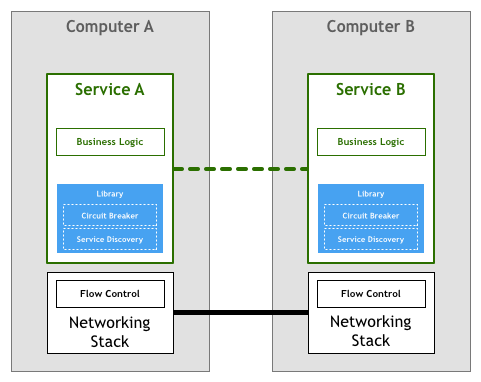 Computer A
Service A
Business Logic
Library
Circuit Breaker
Service Discovery
Flow Control
Networking
Stack
Computer B
Service B
Business Logic
Library
Circuit Breaker
Service Discovery
Flow Control
Networking
Stack